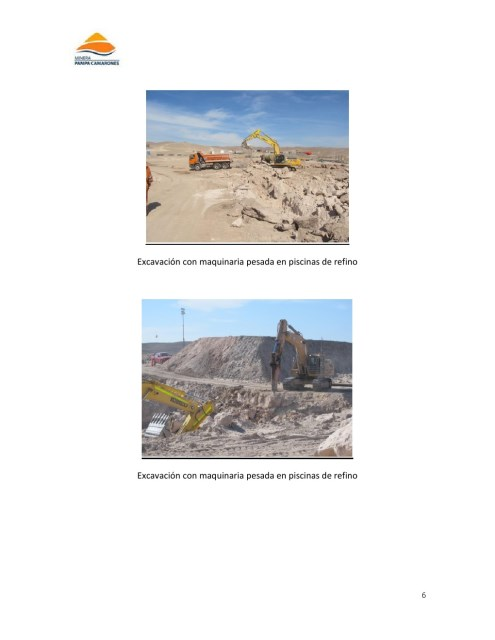 MINERA
PAMPA CAMARONES
Excavación con maquinaria pesada en piscinas de refino
Excavación con maquinaria pesada en piscinas de refino
6